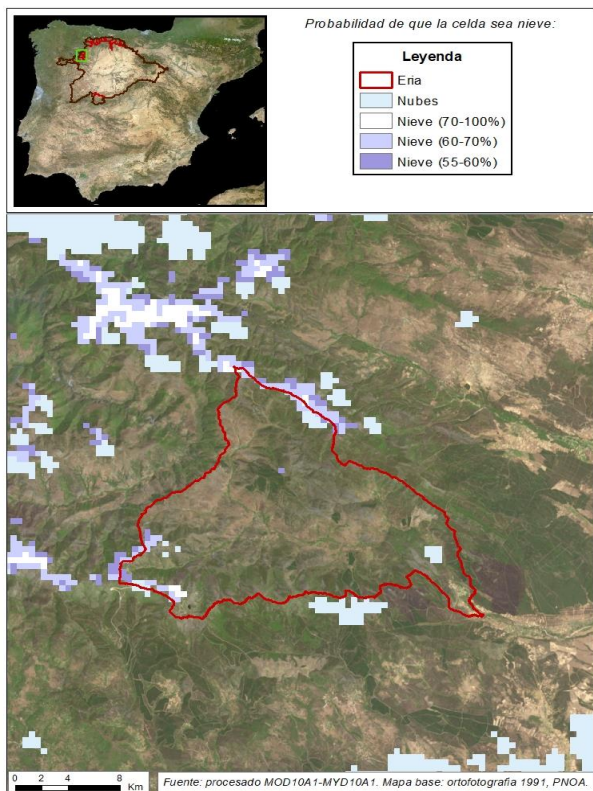 Probabilidad de que la celda sea nieve:
Leyenda
Eria
Nubes
Nieve (70-100%)
Nieve (60-70%)
Nieve (55-60%)
0 2 4 8
Km
Fuente: procesado MOD10A1-MYD10A1. Mapa base: ortofotografia 1991, PNOA.